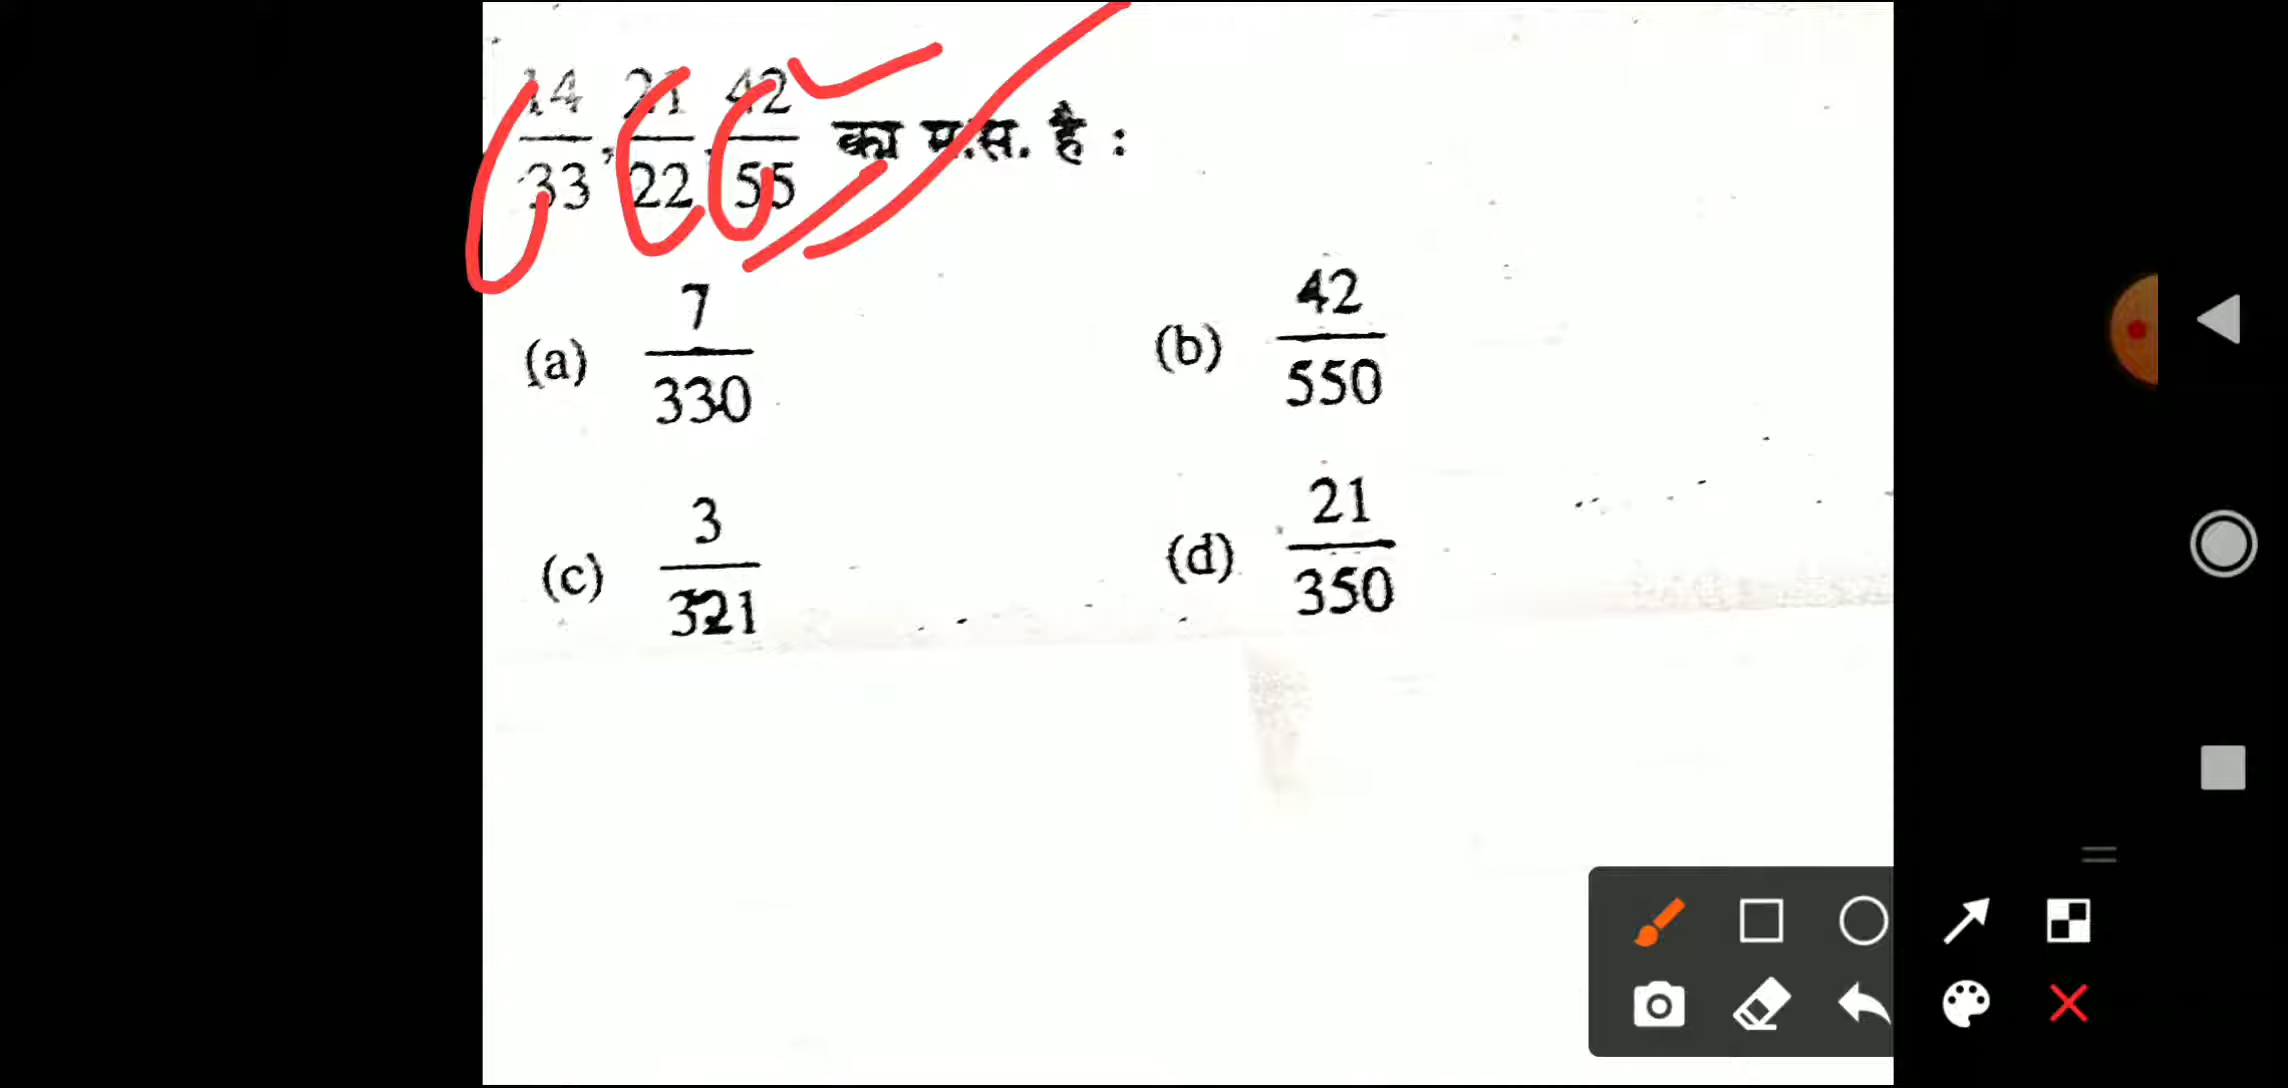 14/33, 21/22, 42/55 का म.स. है :
(a) 7/330 (b) 42/550
(c) 3/321 (d) 21/350